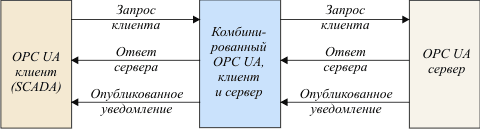 OPC UA
клиент
(SCADA)
Запрос
клиента
Ответ
сервера
Опубликованное
уведомление
Комбини-
рованный
OPC UA,
клиент
и сервер
Запрос
клиента
Ответ
сервера
Опубликованное
уведомление
OPC UA
сервер